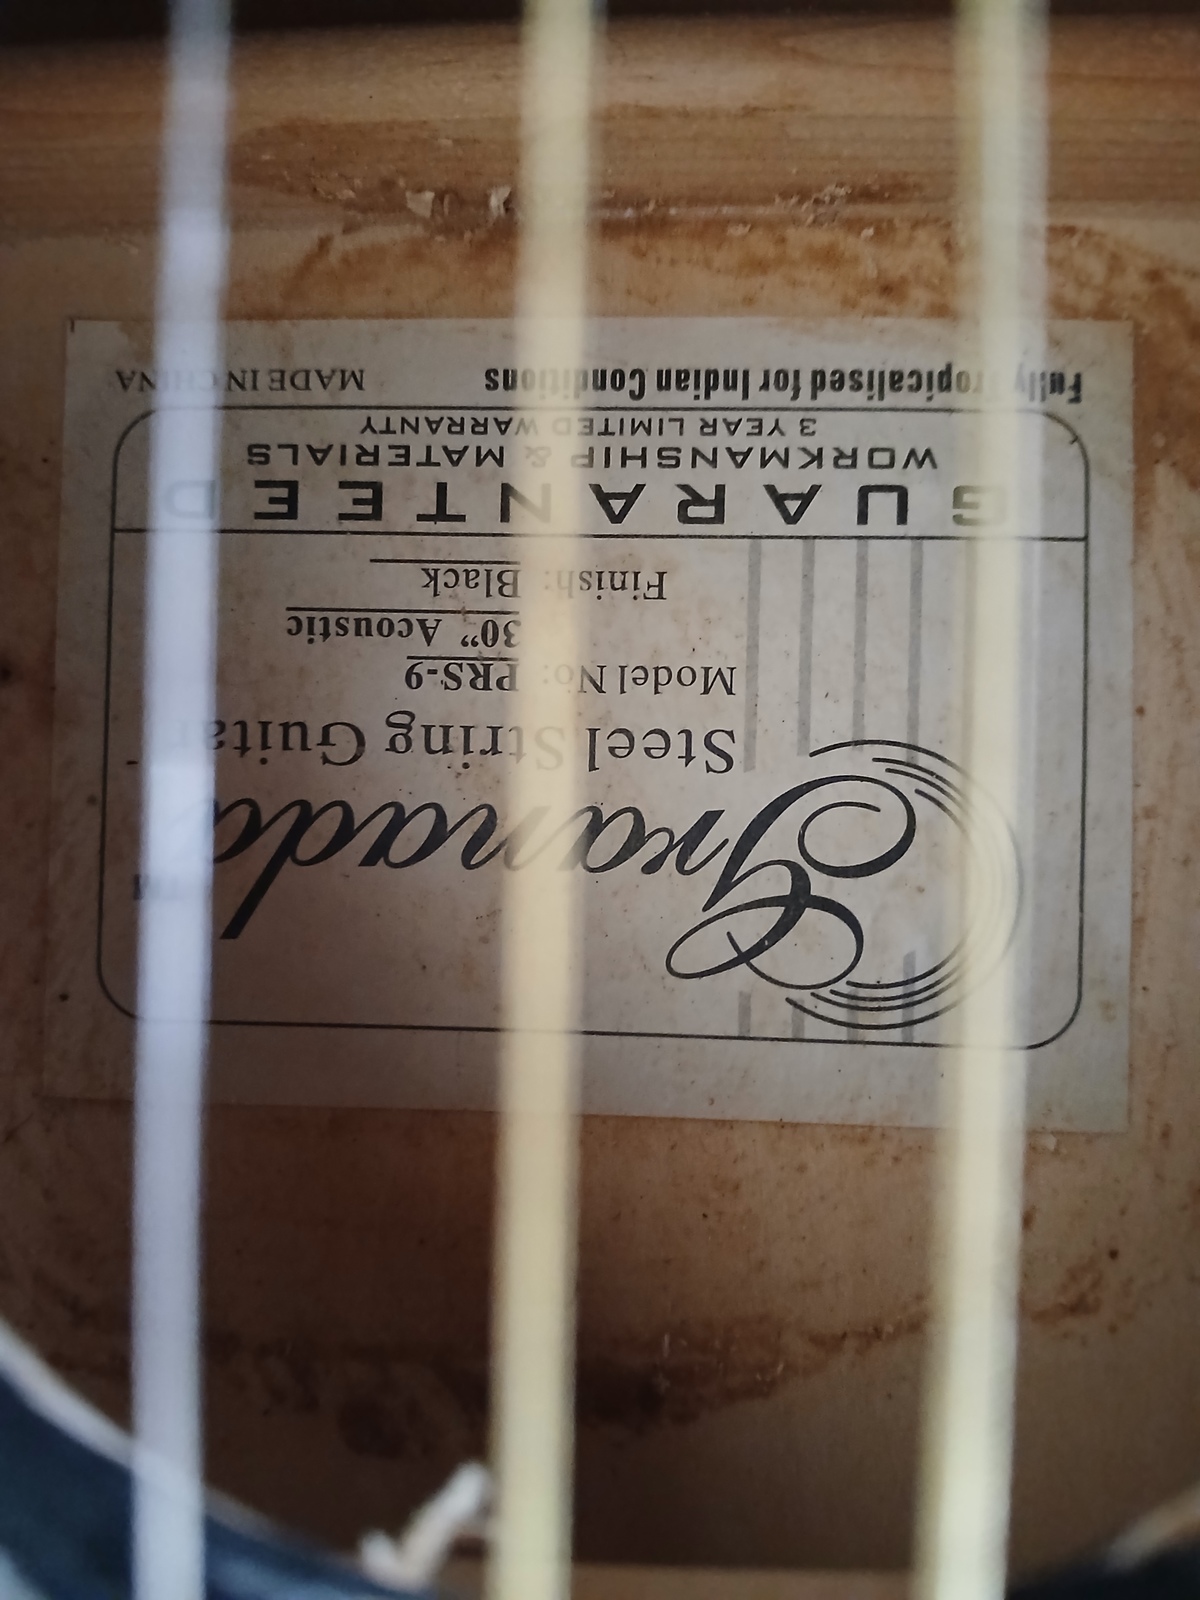 Granada
TM
Steel String Guitar
Model No: PRS-9
30” Acoustic
Finish: Black
GUARANTEED
WORKMANSHIP & MATERIALS
3 YEAR LIMITED WARRANTY
Fully Tropicalised for Indian Conditions MADE IN CHINA